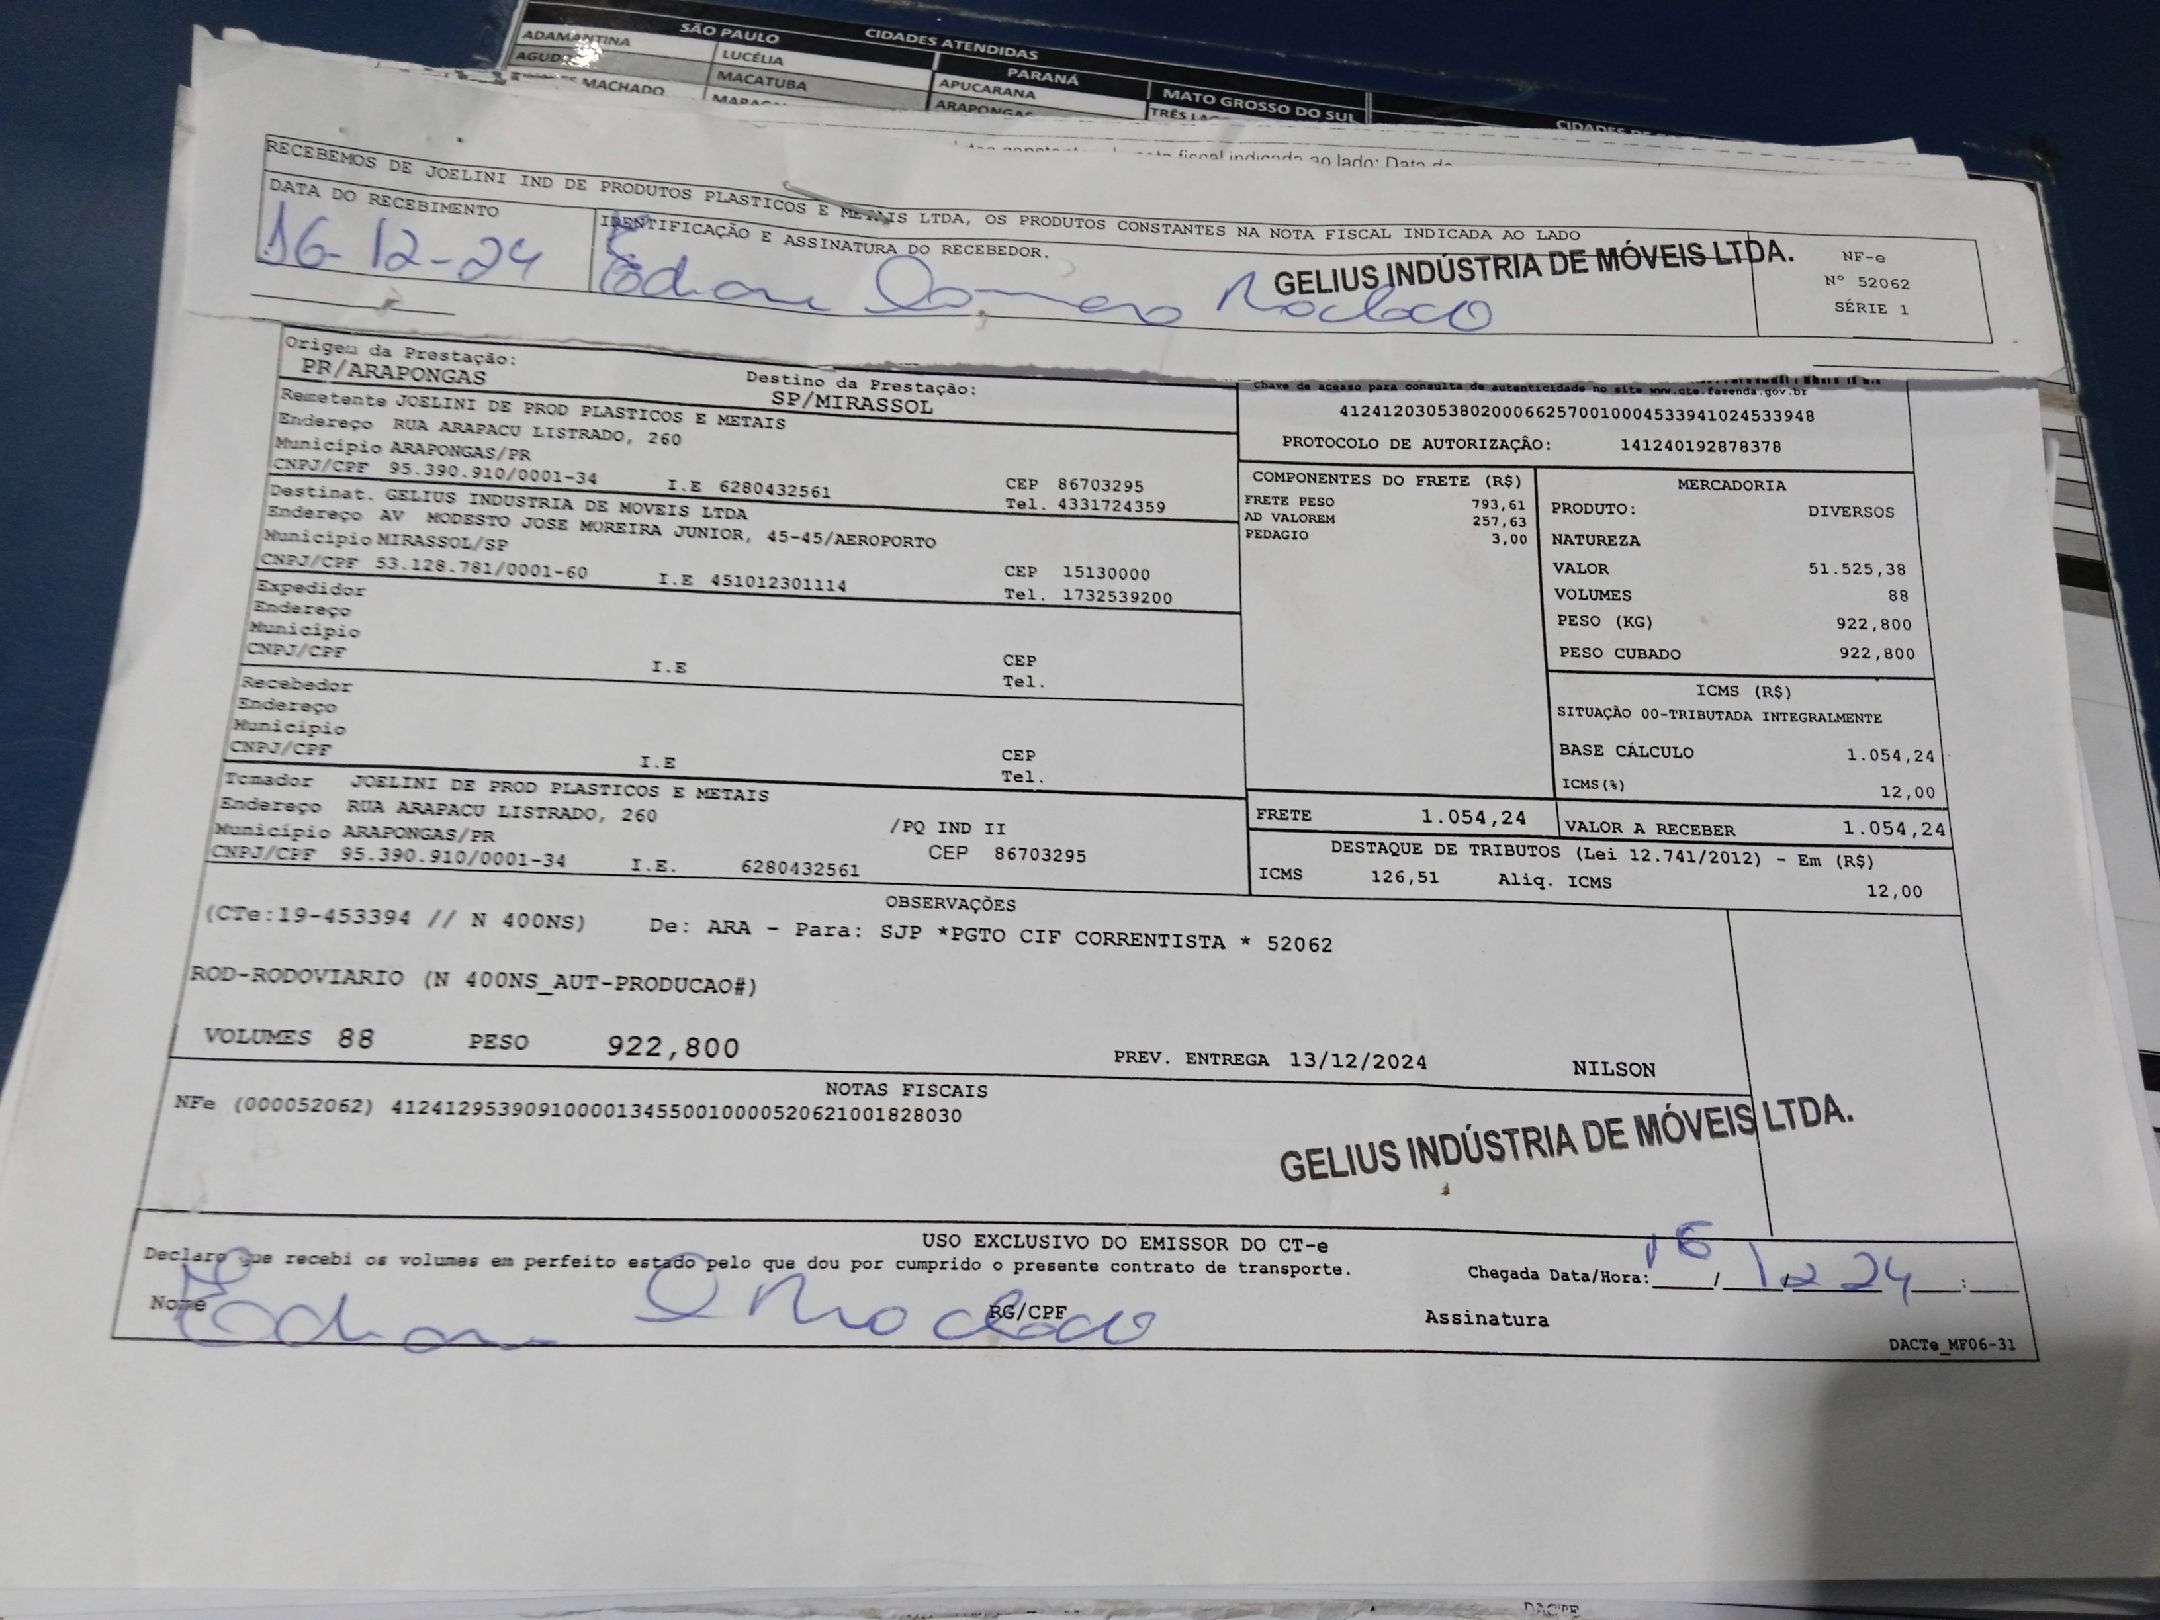 SÃO PAULO CIDADES ATENDIDAS
ADAMANTINA LUCÉLIA PARANÁ
MACATUBA APUCARANA MATO GROSSO DO SUL
MACHADO ARAPONGAS
RECEBEMOS DE JOELINI IND DE PRODUTOS PLASTICOS E METAIS LTDA, OS PRODUTOS CONSTANTES NA NOTA FISCAL INDICADA AO LADO
DATA DO RECEBIMENTO IDENTIFICAÇÃO E ASSINATURA DO RECEBEDOR.
16-12-24
GELIUS INDÚSTRIA DE MÓVEIS LTDA.
NF-e
Nº 52062
SÉRIE 1
Origem da Prestação: Destino da Prestação:
PR/ARAPONGAS SP/MIRASSOL
Remetente JOELINI DE PROD PLASTICOS E METAIS
Endereço RUA ARAPACU LISTRADO, 260
Município ARAPONGAS/PR CEP 86703295
CNPJ/CPF 95.390.910/0001-34 I.E 6280432561 Tel. 4331724359
Destinat. GELIUS INDUSTRIA DE MOVEIS LTDA
Endereço AV MODESTO JOSE MOREIRA JUNIOR, 45-45/AEROPORTO
Município MIRASSOL/SP CEP 15130000
CNPJ/CPF 53.128.781/0001-60 I.E 451012301114 Tel. 1732539200
Expedidor
Endereço
Município CEP
CNPJ/CPF I.E Tel.
Recebedor
Endereço
Município CEP
CNPJ/CPF I.E Tel.
Tomador JOELINI DE PROD PLASTICOS E METAIS
Endereço RUA ARAPACU LISTRADO, 260 /PQ IND II
Município ARAPONGAS/PR CEP 86703295
CNPJ/CPF 95.390.910/0001-34 I.E. 6280432561
Chave de acesso para consulta de autenticidade no site www.cte.fazenda.gov.br
41241203053802000662570010004533941024533948
PROTOCOLO DE AUTORIZAÇÃO: 141240192878378
COMPONENTES DO FRETE (R$)
FRETE PESO 793,61
AD VALOREM 257,63
PEDAGIO 3,00
MERCADORIA
PRODUTO: DIVERSOS
NATUREZA
VALOR 51.525,38
VOLUMES 88
PESO (KG) 922,800
PESO CUBADO 922,800
ICMS (R$)
SITUAÇÃO 00-TRIBUTADA INTEGRALMENTE
BASE CÁLCULO 1.054,24
ICMS(%) 12,00
FRETE 1.054,24 VALOR A RECEBER 1.054,24
DESTAQUE DE TRIBUTOS (Lei 12.741/2012) - Em (R$)
ICMS 126,51 Aliq. ICMS 12,00
OBSERVAÇÕES
(CTe:19-453394 // N 400NS) De: ARA - Para: SJP *PGTO CIF CORRENTISTA * 52062
ROD-RODOVIARIO (N 400NS_AUT-PRODUCAO#)
VOLUMES 88 PESO 922,800 PREV. ENTREGA 13/12/2024 NILSON
NOTAS FISCAIS
NFe (000052062) 41241295390910000134550010000520621001828030
GELIUS INDÚSTRIA DE MÓVEIS LTDA.
USO EXCLUSIVO DO EMISSOR DO CT-e
Declaro que recebi os volumes em perfeito estado pelo que dou por cumprido o presente contrato de transporte. Chegada Data/Hora: 16/12 24
Nome RG/CPF Assinatura
DACTe_MF06-31